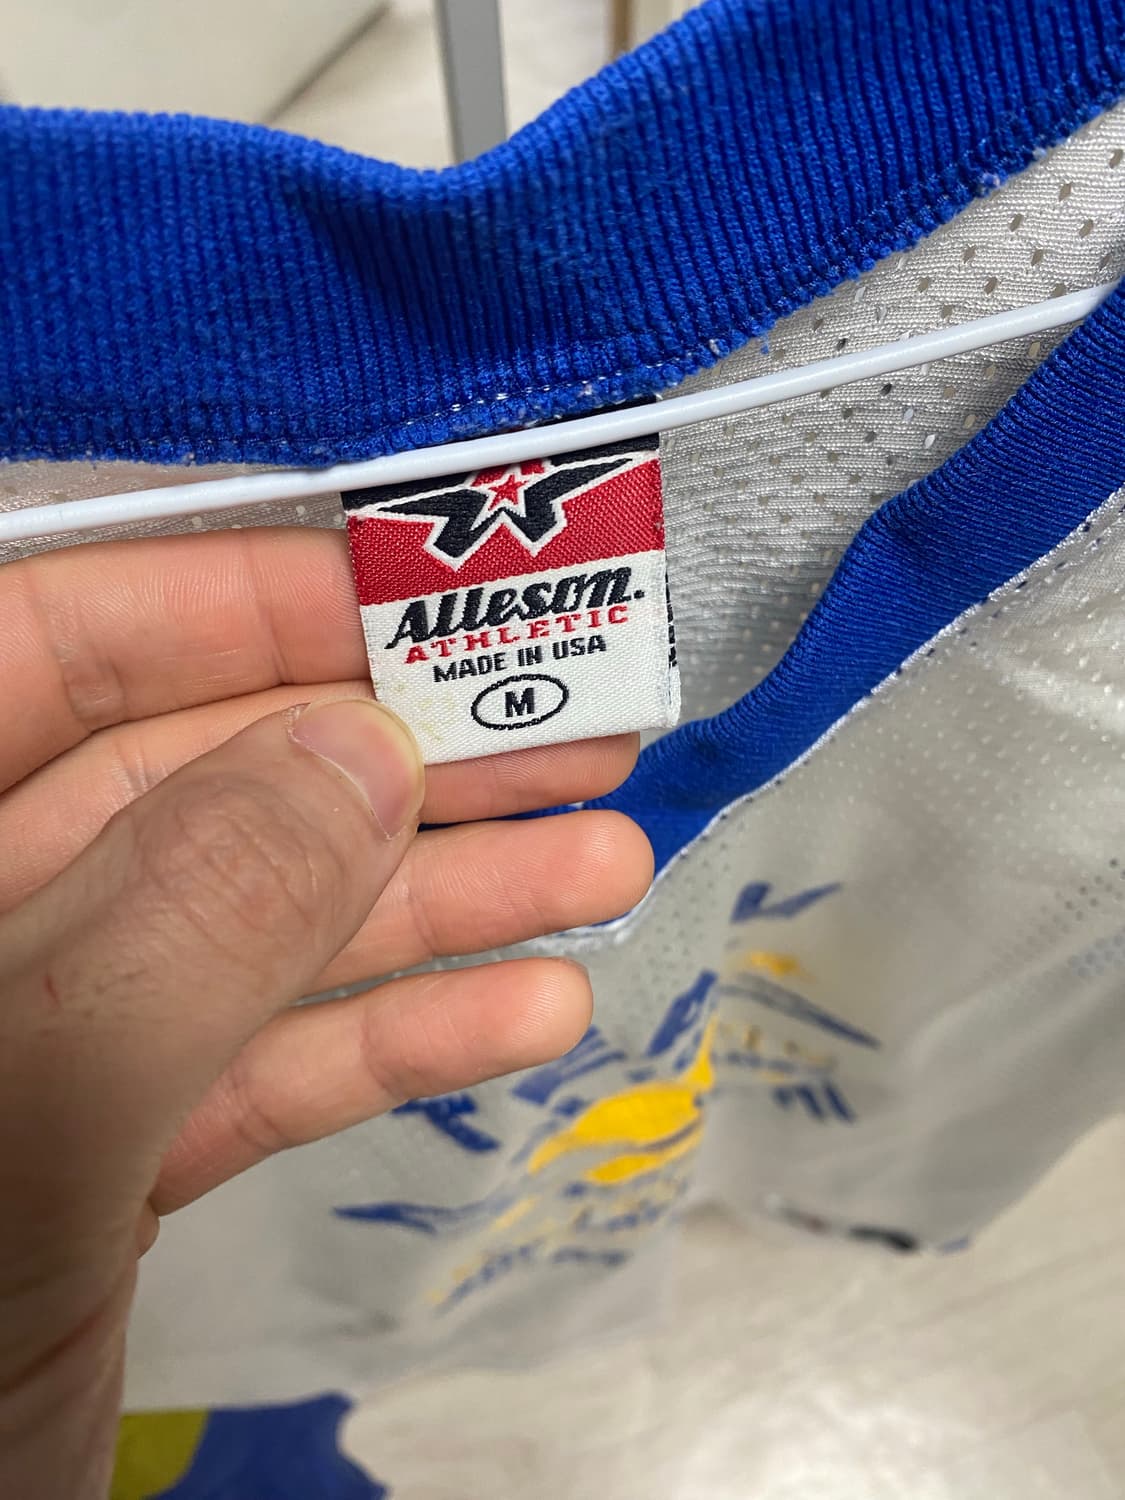 Alleson.
ATHLETIC
MADE IN USA
M